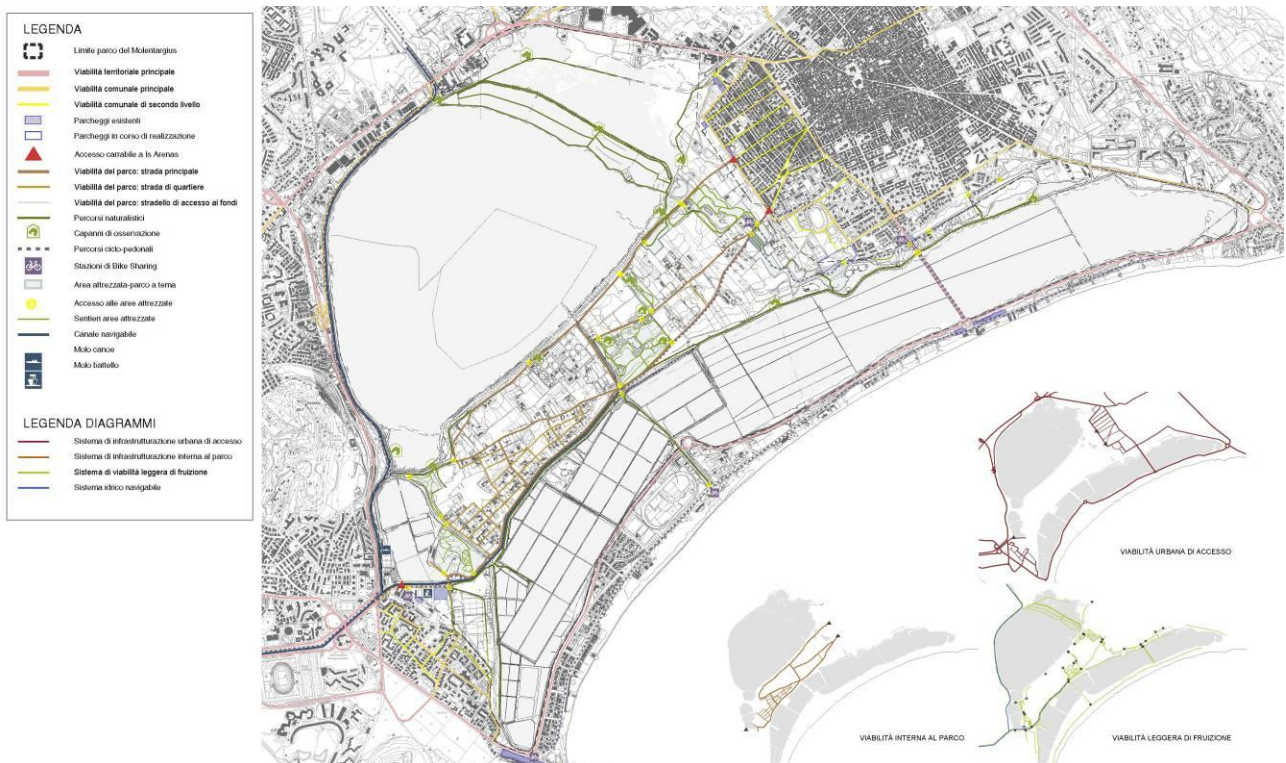 LEGENDA
Limite parco del Molentargius
Viabilità territoriale principale
Viabilità comunale principale
Viabilità comunale di secondo livello
Parcheggi esistenti
Parcheggi in corso di realizzazione
Accesso carrabile a Is Arenas
Viabilità del parco: strada principale
Viabilità del parco: strada di quartiere
Viabilità del parco: stradello di accesso ai fondi
Percorsi naturalistici
Capanni di osservazione
Percorsi ciclo-pedonali
Stazioni di Bike Sharing
Area attrezzata-parco a tema
Accesso alle aree attrezzate
Sentieri aree attrezzate
Canale navigabile
Molo canoe
Molo battello
LEGENDA DIAGRAMMI
Sistema di infrastrutturazione urbana di accesso
Sistema di infrastrutturazione interna al parco
Sistema di viabilità leggera di fruizione
Sistema idrico navigabile
VIABILITÀ URBANA DI ACCESSO
VIABILITÀ INTERNA AL PARCO
VIABILITÀ LEGGERA DI FRUIZIONE